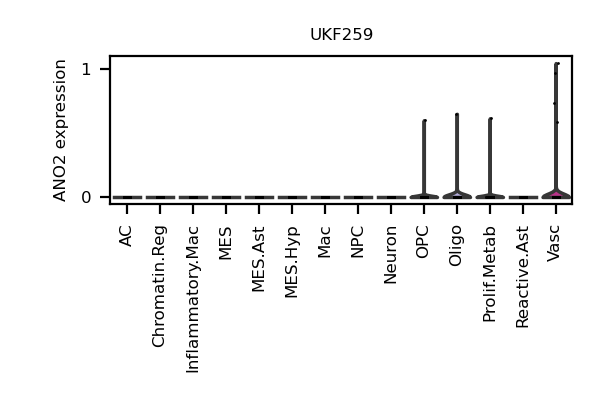 UKF259
ANO2 expression
1
0
AC
Chromatin.Reg
Inflammatory.Mac
MES
MES.Ast
MES.Hyp
Mac
NPC
Neuron
OPC
Oligo
Prolif.Metab
Reactive.Ast
Vasc